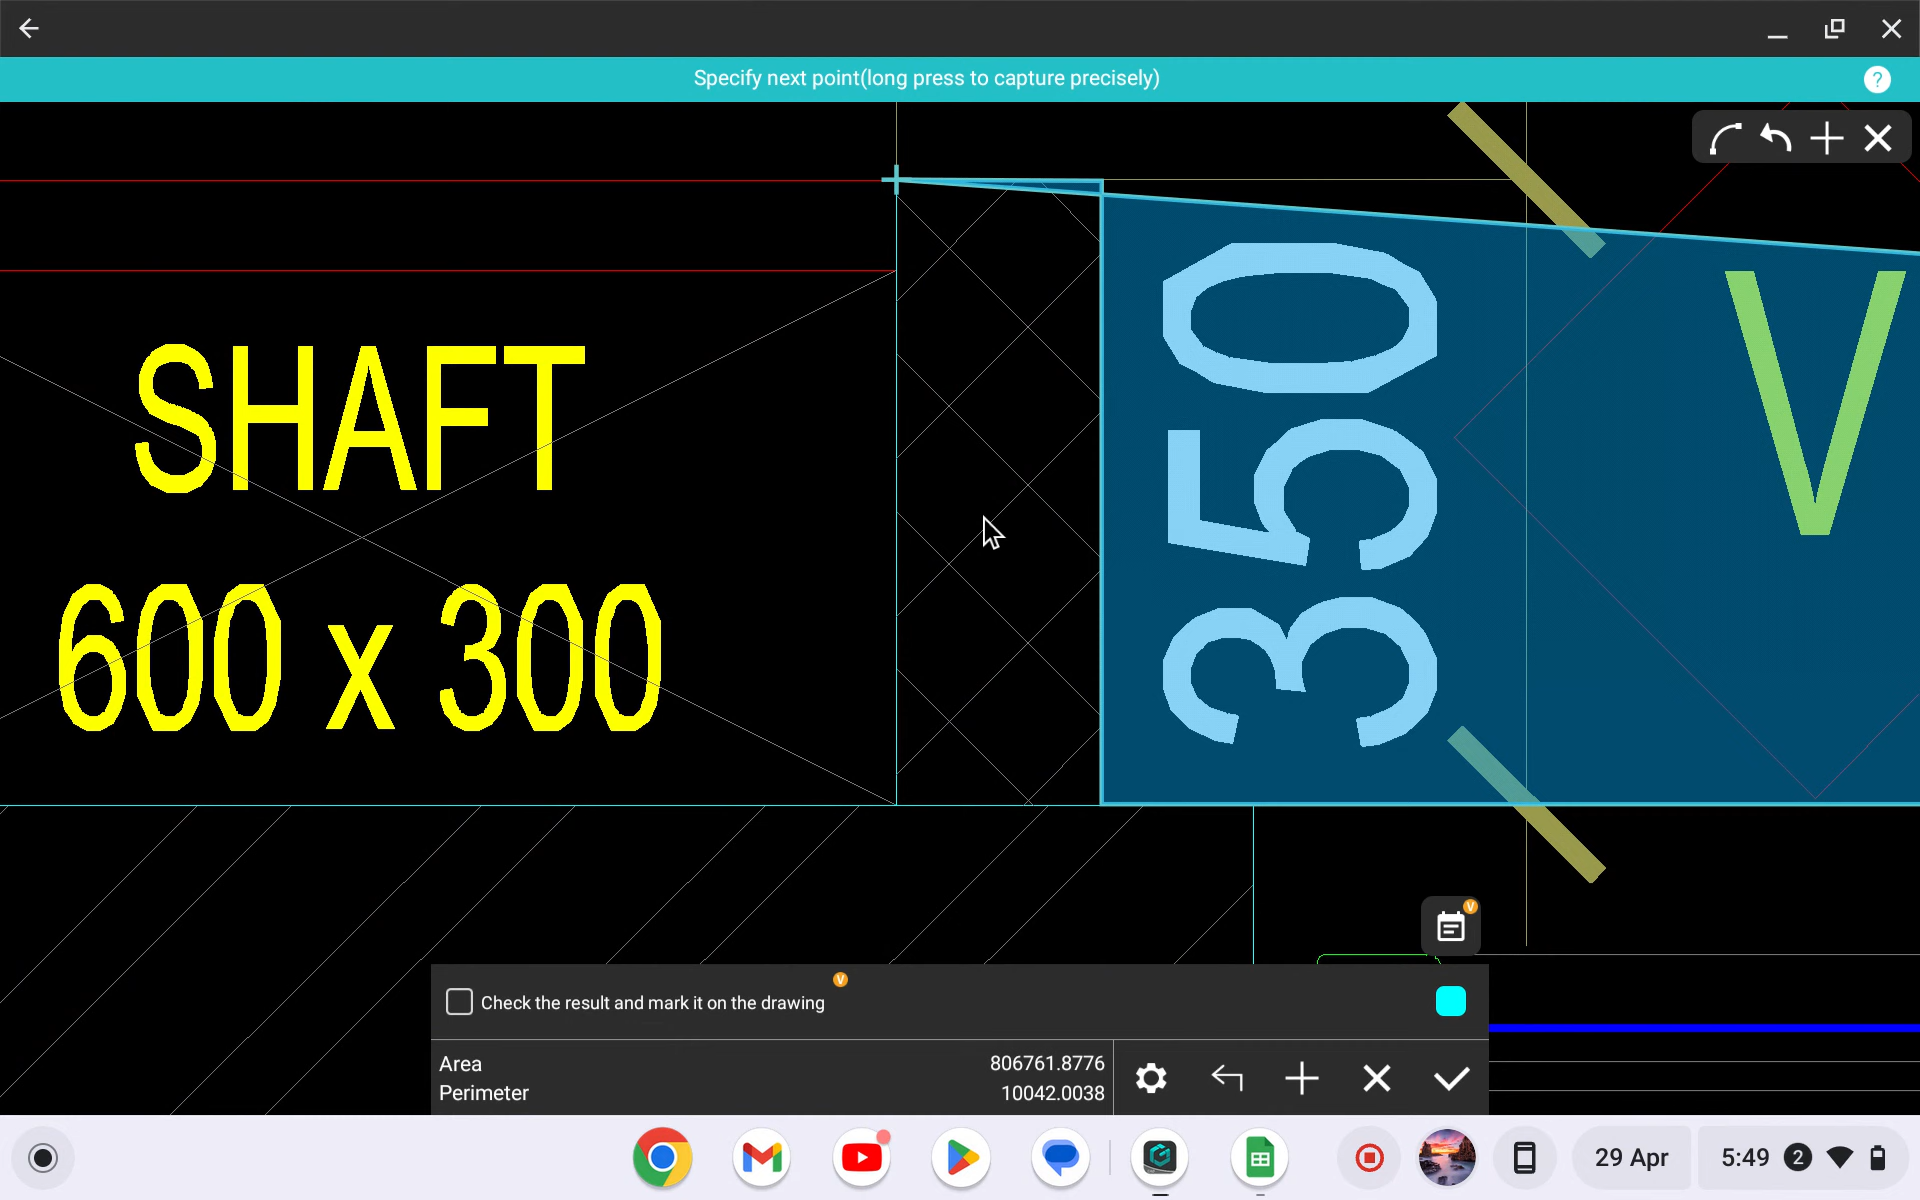 Specify next point(long press to capture precisely)
?
SHAFT
600 x 300
350
V
V
V
Check the result and mark it on the drawing
Area 806761.8776
Perimeter 10042.0038
29 Apr
5:49 2